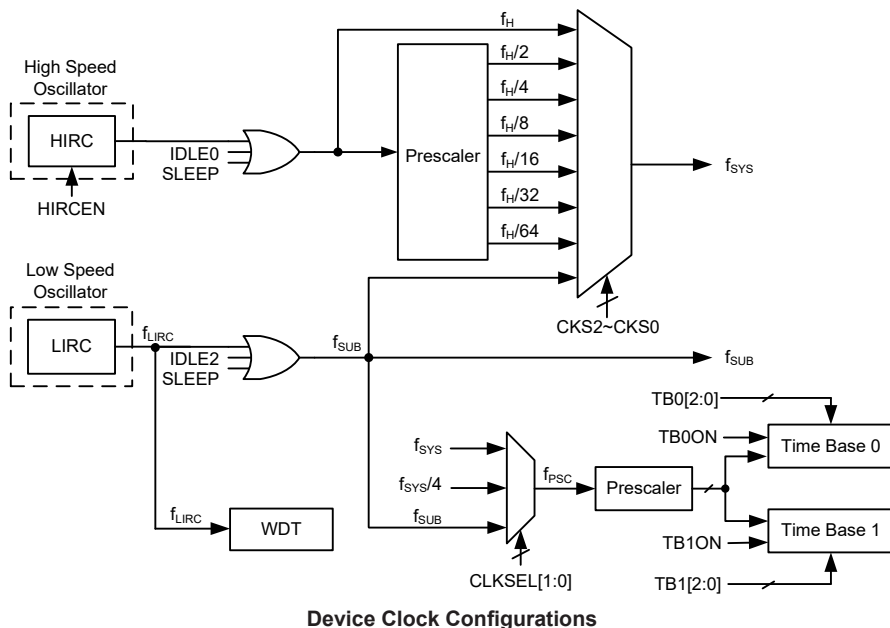 High Speed
Oscillator
HIRC
HIRCEN
IDLE0
SLEEP
Prescaler
fH
fH/2
fH/4
fH/8
fH/16
fH/32
fH/64
fSYS
CKS2~CKS0
Low Speed
Oscillator
LIRC
fLIRC
IDLE2
SLEEP
fSUB
fSUB
fLIRC
WDT
fSYS
fSYS/4
fSUB
CLKSEL[1:0]
fPSC
Prescaler
TB0[2:0]
TB0ON
Time Base 0
Time Base 1
TB1ON
TB1[2:0]
Device Clock Configurations